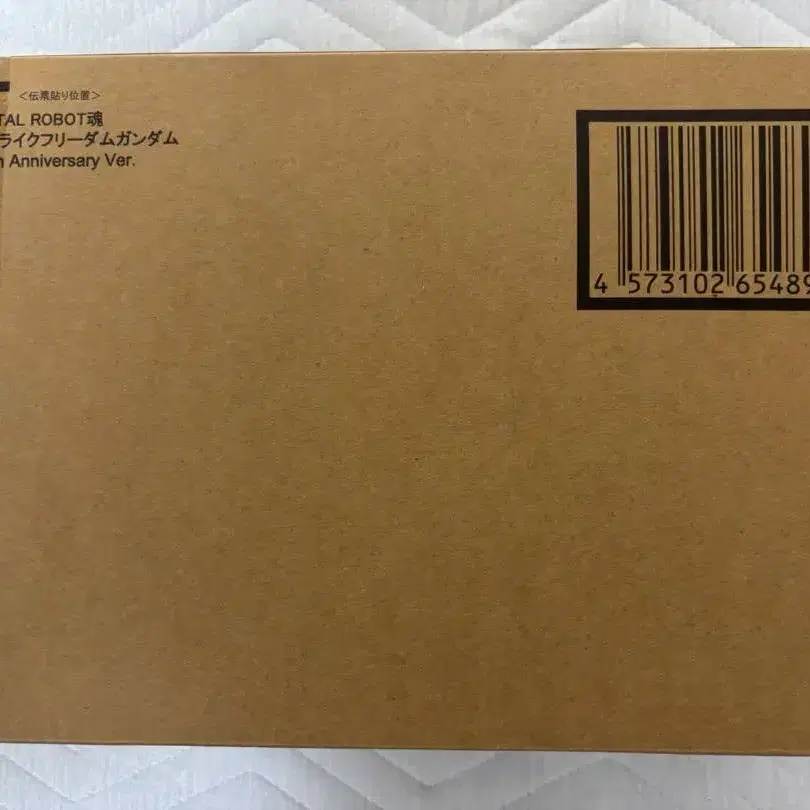 <伝票貼り位置>
TAL ROBOT魂
ライクフリーダムガンダム
h Anniversary Ver.
4 573102 65489